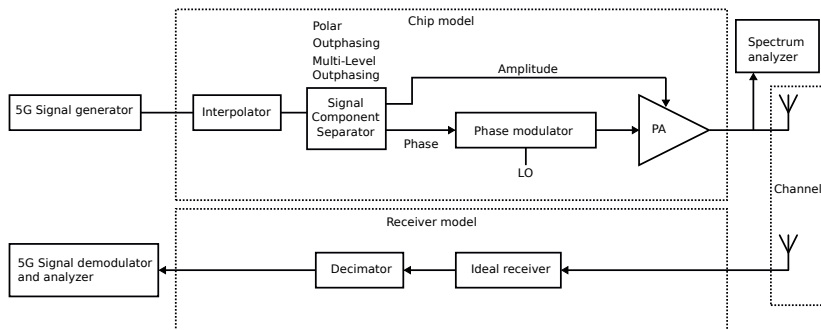 Polar
Outphasing
Multi-Level
Outphasing
Chip model
Spectrum
analyzer
Amplitude
5G Signal generator
Interpolator
Signal
Component
Separator
Phase modulator
PA
Phase
LO
Channel
Receiver model
5G Signal demodulator
and analyzer
Decimator
Ideal receiver